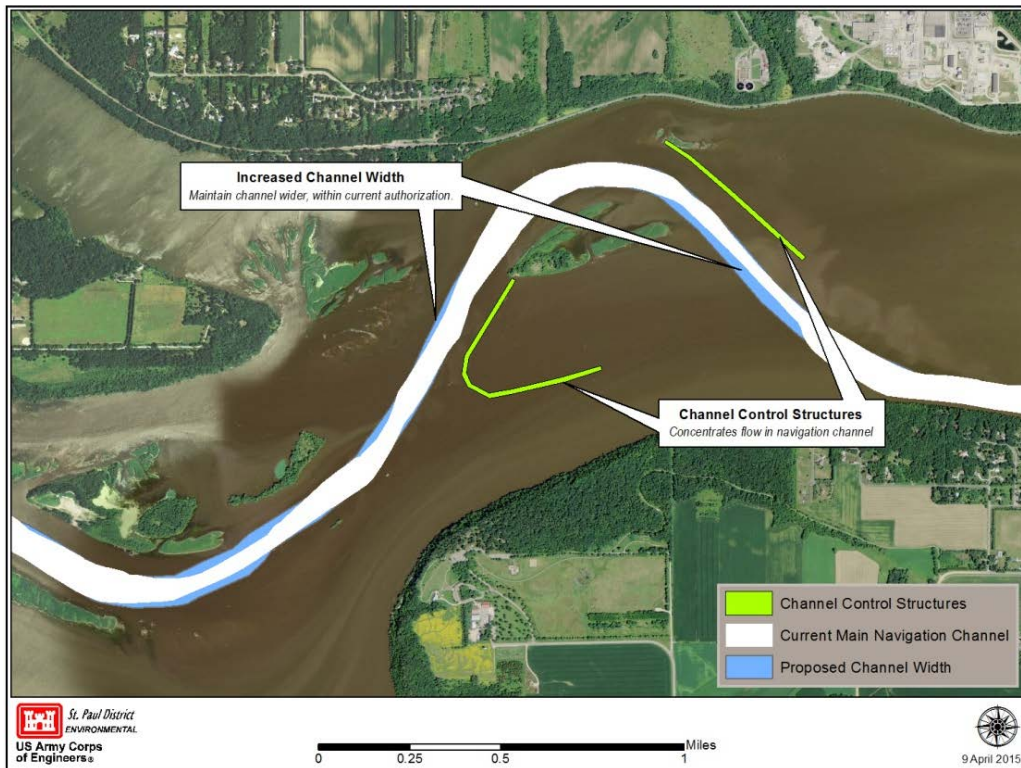 Increased Channel Width
Maintain channel wider, within current authorization.
Channel Control Structures
Concentrates flow in navigation channel
Channel Control Structures
Current Main Navigation Channel
Proposed Channel Width
St. Paul District
ENVIRONMENTAL
US Army Corps
of Engineers®
0 0.25 0.5 1 Miles
9 April 2015